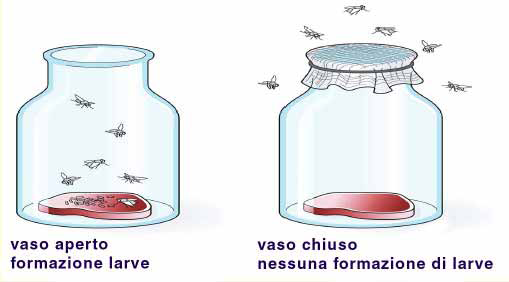 vaso aperto
formazione larve
vaso chiuso
nessuna formazione di larve